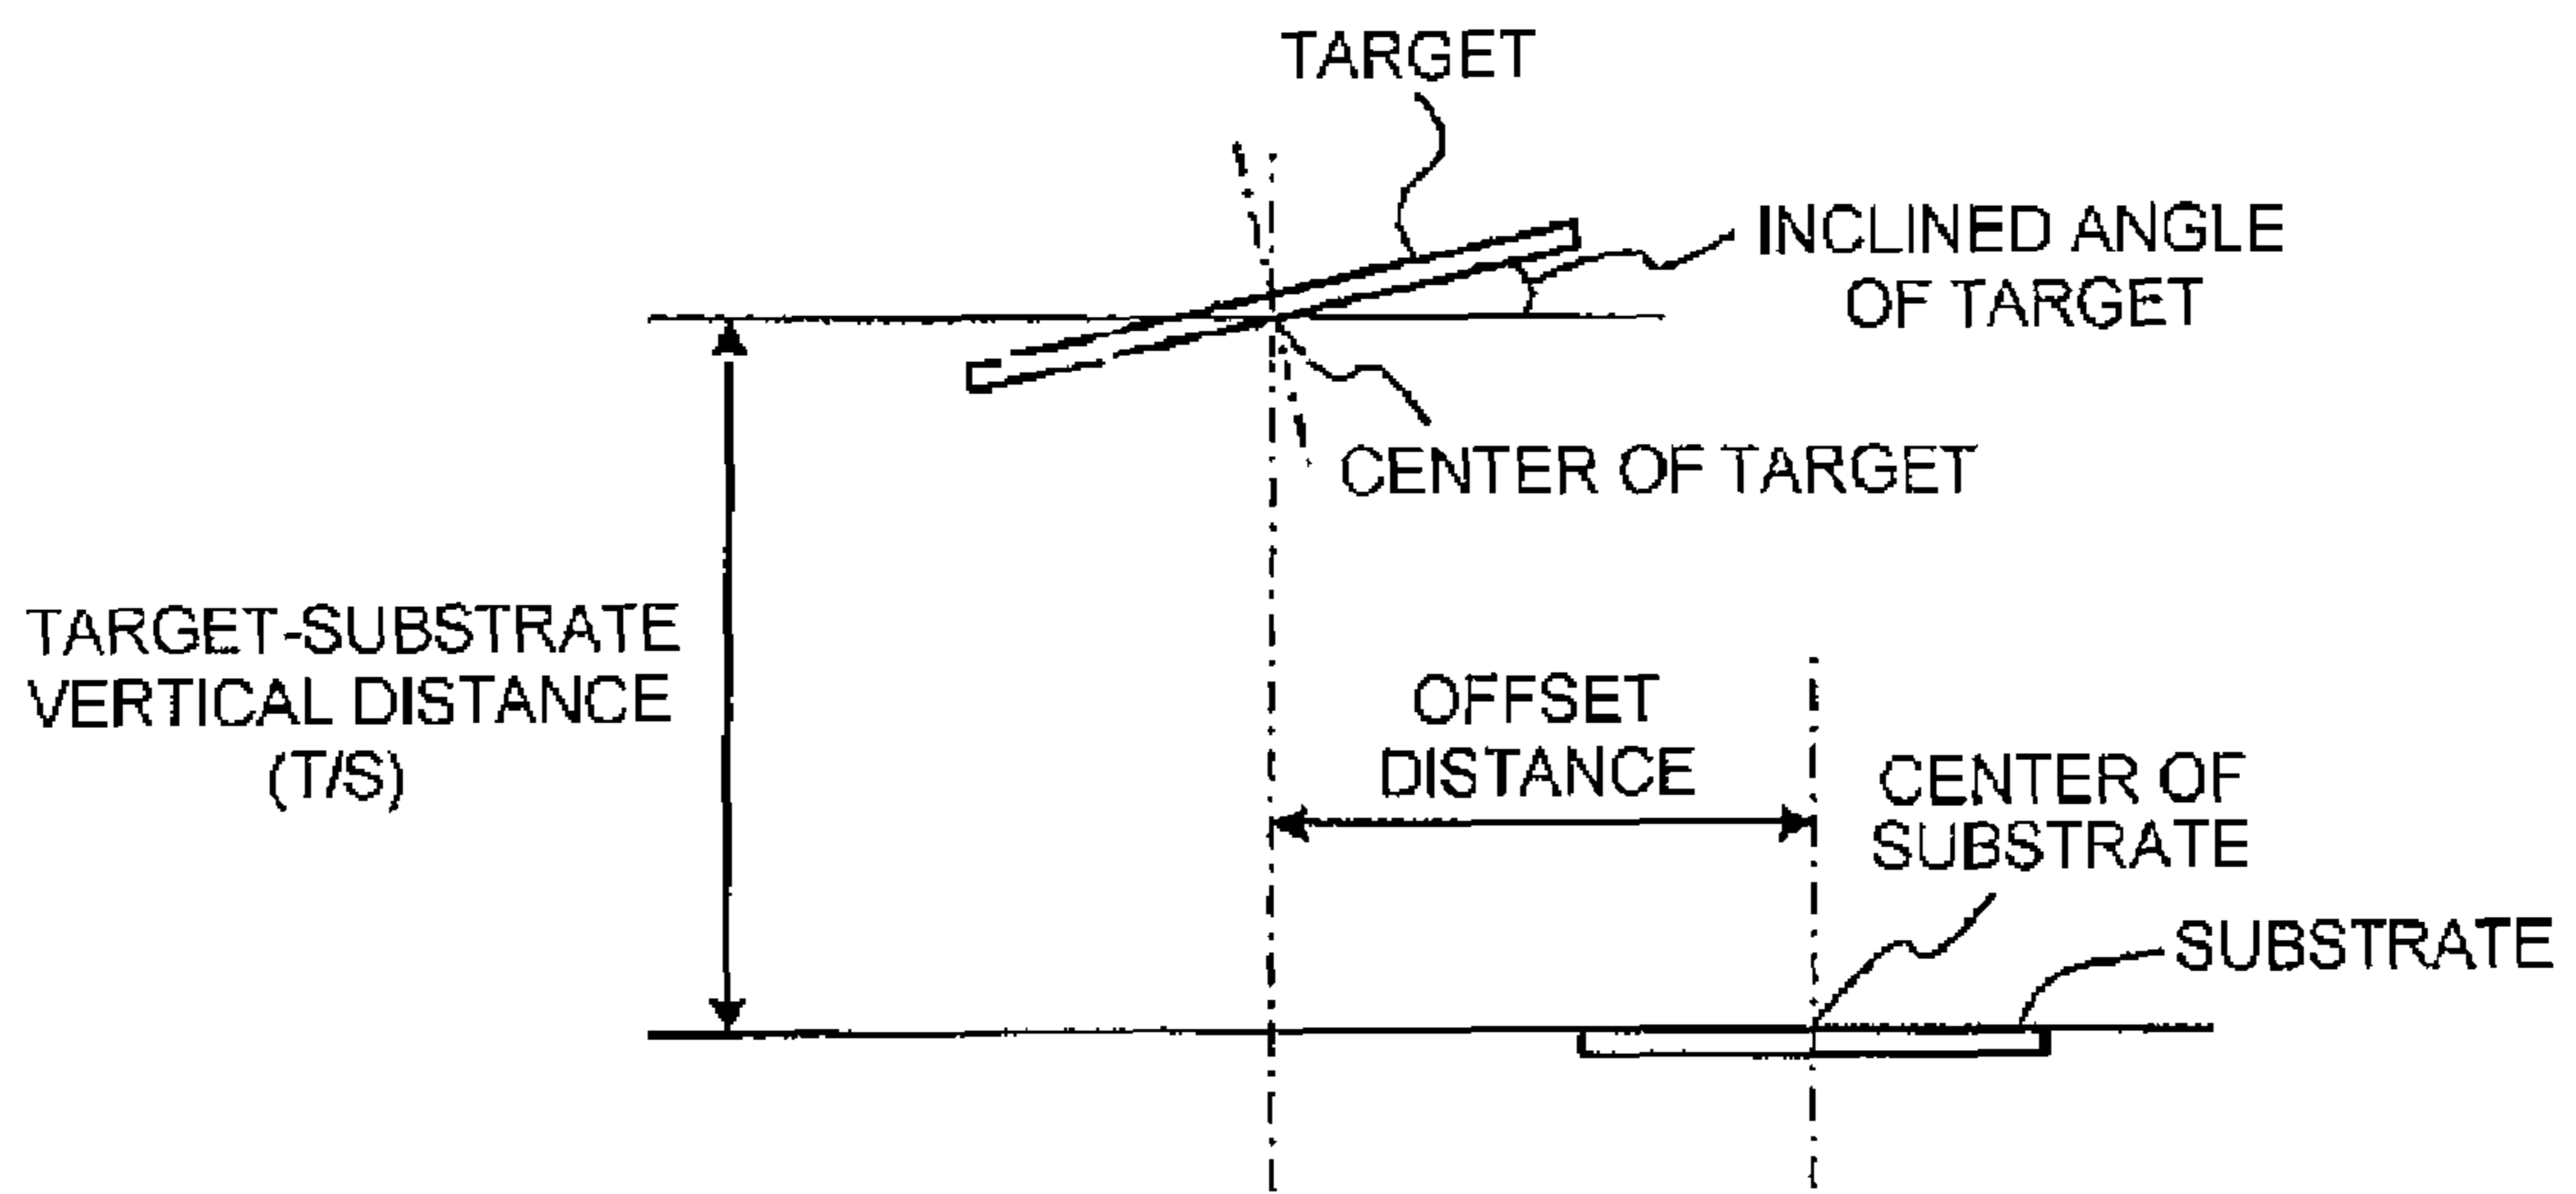 TARGET
INCLINED ANGLE
OF TARGET
CENTER OF TARGET
TARGET-SUBSTRATE
VERTICAL DISTANCE
(T/S)
OFFSET
DISTANCE
CENTER OF
SUBSTRATE
SUBSTRATE